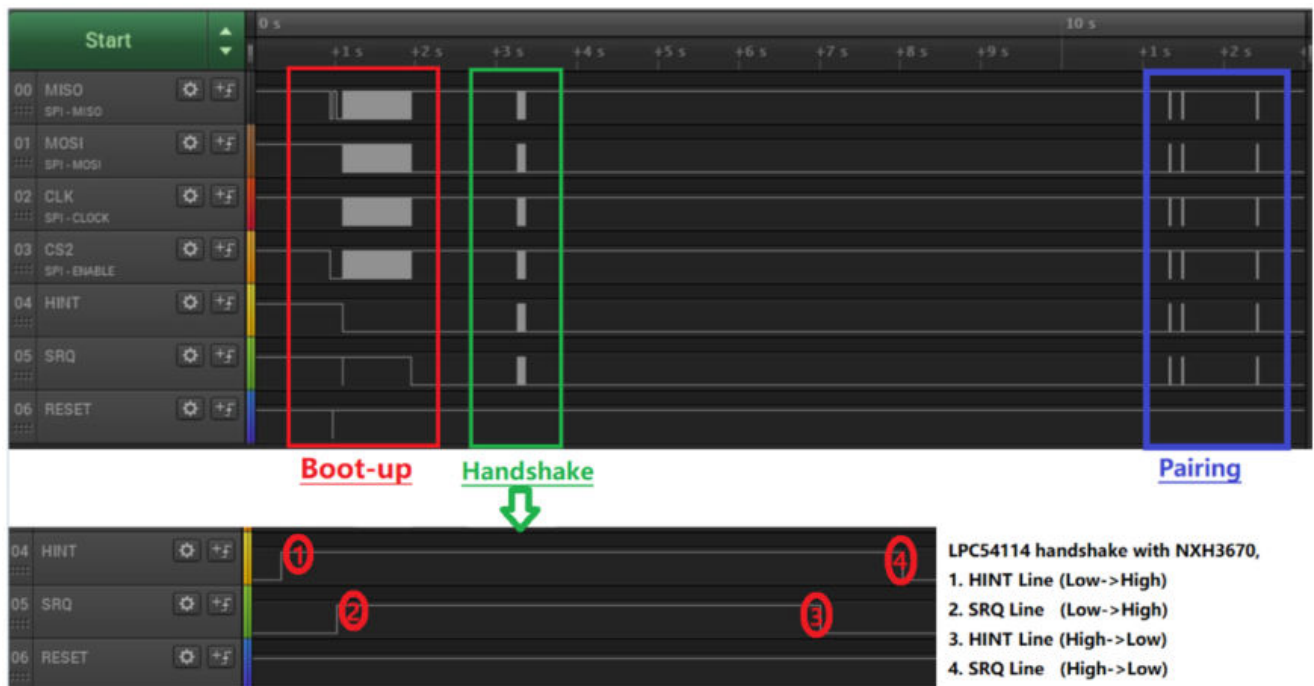 Start
0 s
10 s
+1 s
+2 s
+3 s
+4 s
+5 s
+6 s
+7 s
+8 s
+9 s
+1 s
+2 s
00 MISO
SPI - MISO
01 MOSI
SPI - MOSI
02 CLK
SPI - CLOCK
03 CS2
SPI - ENABLE
04 HINT
05 SRQ
06 RESET
Boot-up
Handshake
Pairing
04 HINT
1
4
05 SRQ
2
3
06 RESET
LPC54114 handshake with NXH3670,
1. HINT Line (Low->High)
2. SRQ Line (Low->High)
3. HINT Line (High->Low)
4. SRQ Line (High->Low)